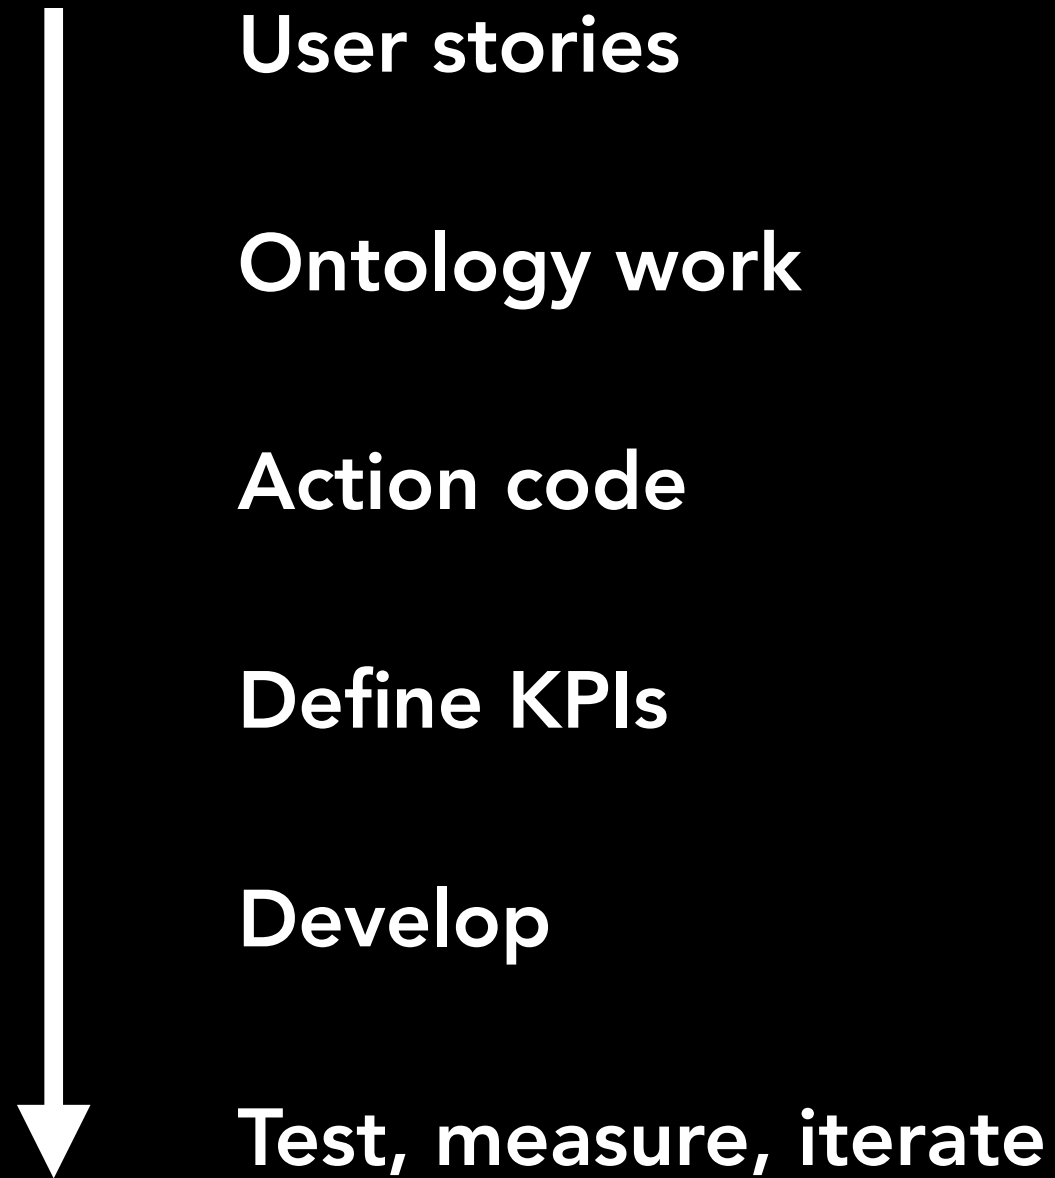 User stories
Ontology work
Action code
Define KPIs
Develop
Test, measure, iterate